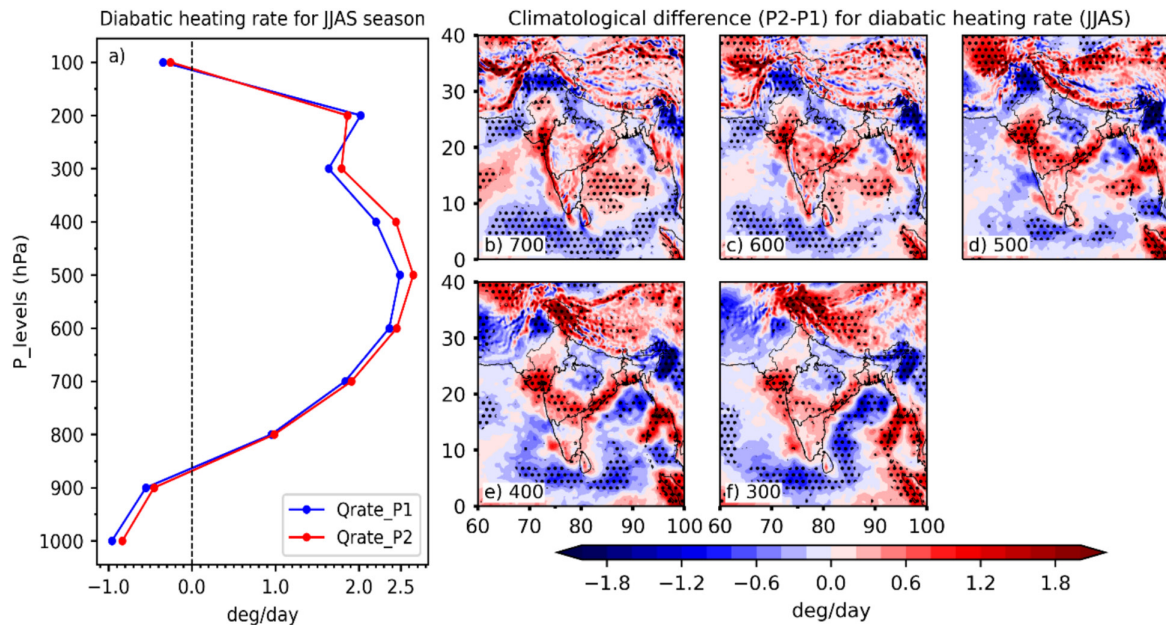 Diabatic heating rate for JJAS season
a)
100
200
300
400
500
600
700
800
900
1000
P_levels (hPa)
Qrate_P1
Qrate_P2
−1.0
0.0
1.0
2.0
2.5
deg/day
Climatological difference (P2-P1) for diabatic heating rate (JJAS)
40
30
20
10
0
b) 700
c) 600
d) 500
40
30
20
10
0
e) 400
f) 300
60 70 80 90 100
60 70 80 90 100
−1.8 −1.2 −0.6 0.0 0.6 1.2 1.8
deg/day